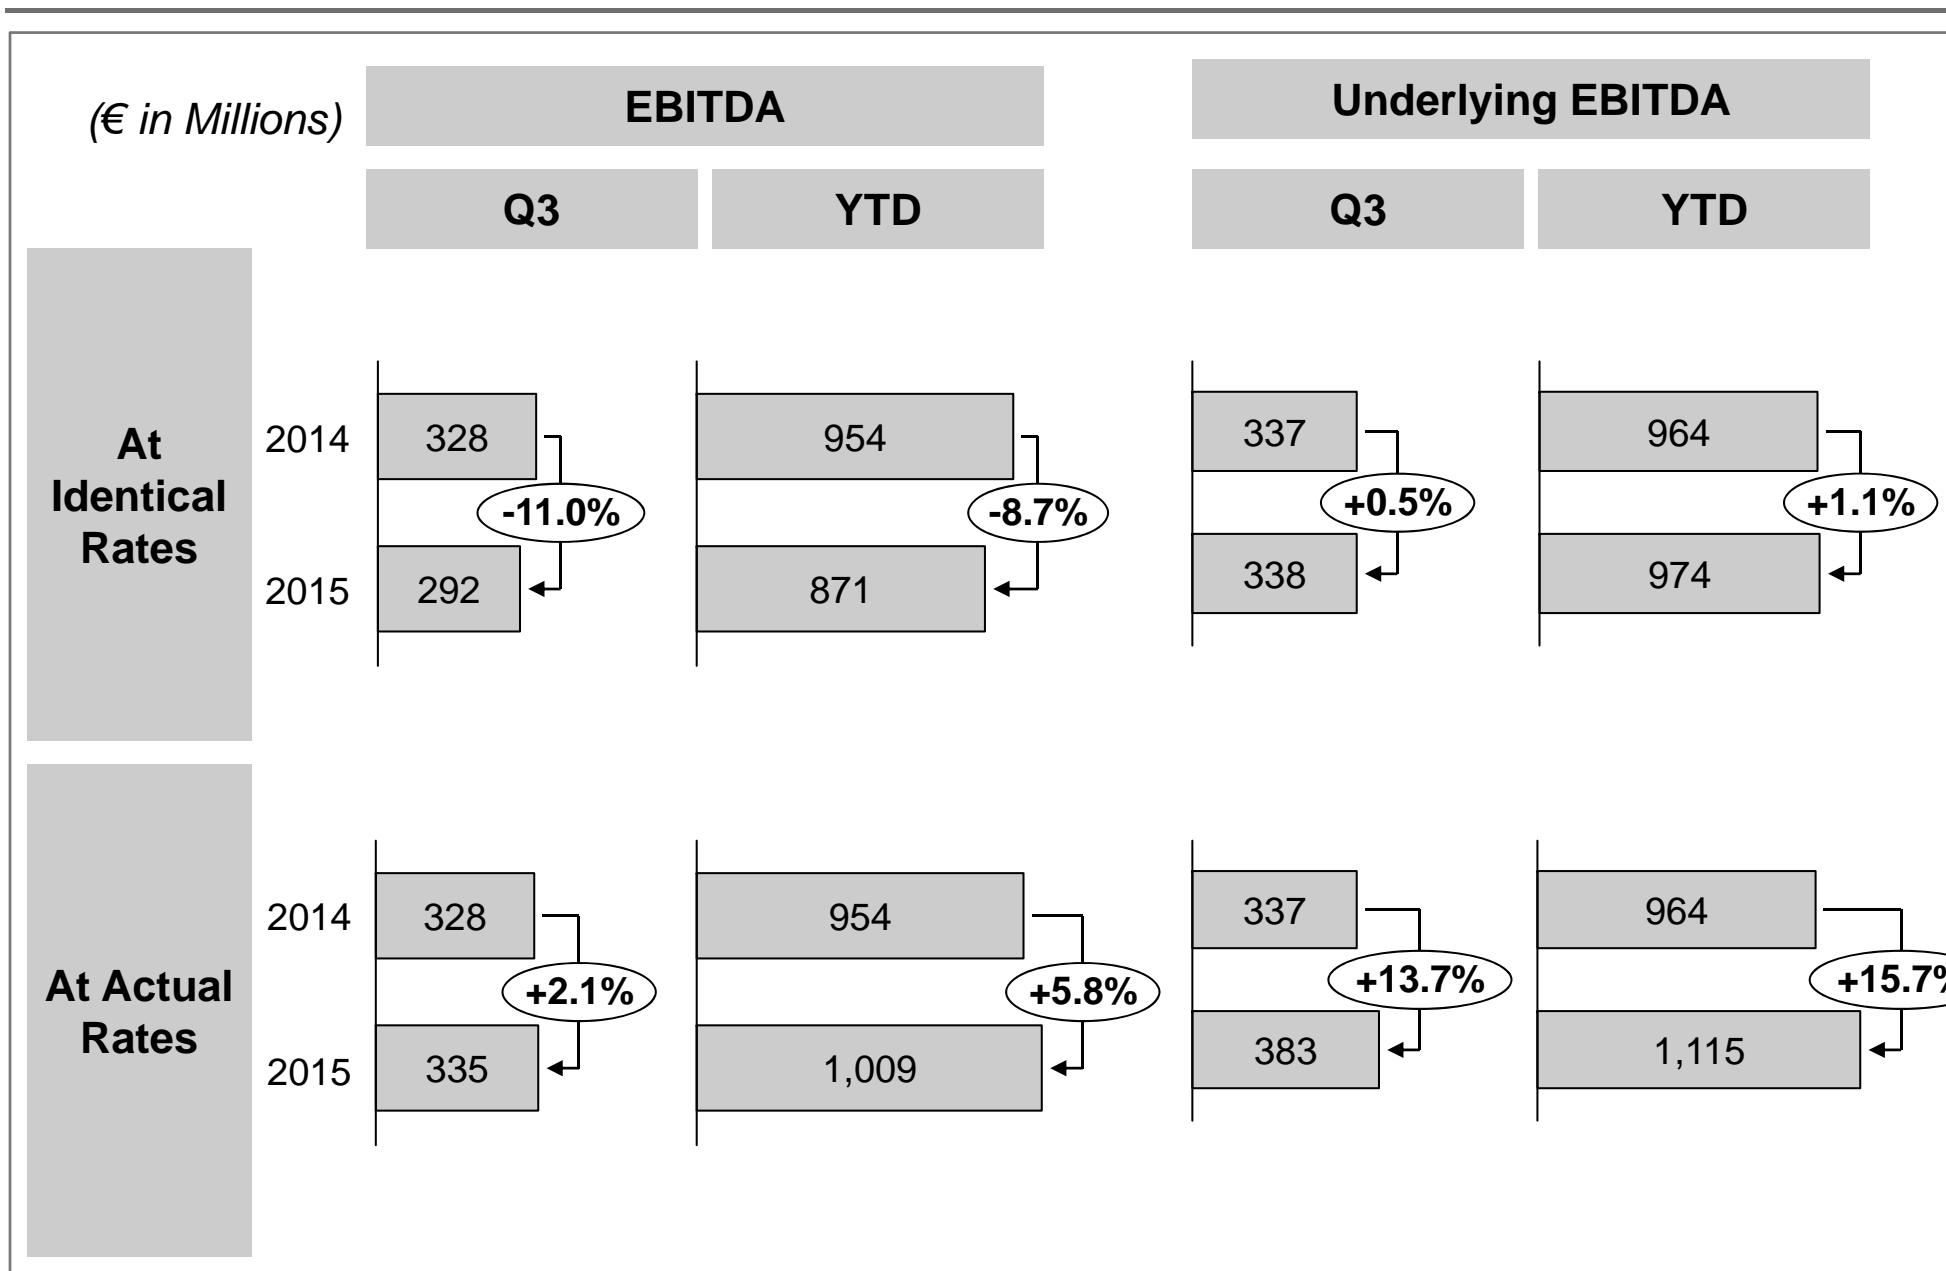 (€ in Millions)
EBITDA
Underlying EBITDA
Q3
YTD
Q3
YTD
At
Identical
Rates
2014
328
954
337
964
-11.0%
-8.7%
+0.5%
+1.1%
2015
292
871
338
974
At Actual
Rates
2014
328
954
337
964
+2.1%
+5.8%
+13.7%
+15.7%
2015
335
1,009
383
1,115